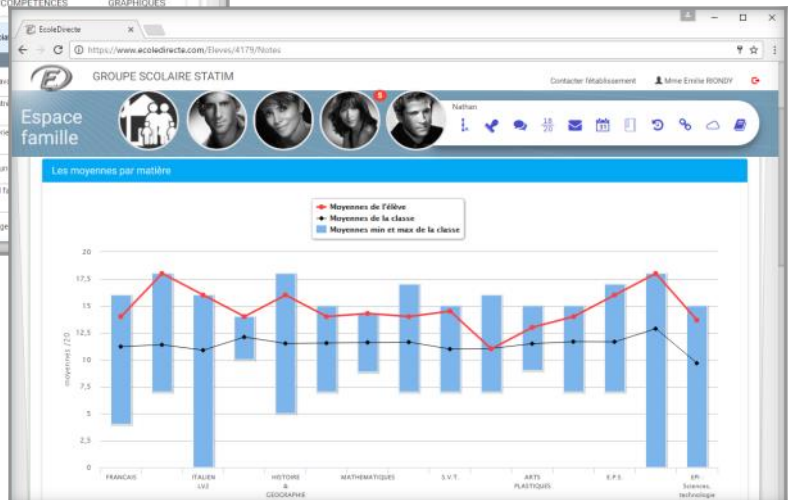 COMPÉTENCES GRAPHIQUES
EcoleDirecte
https://www.ecoledirecte.com/Eleves/4179/Notes
GROUPE SCOLAIRE STATIM
Contacter l'établissement
Mme Emilie RIONDY
Espace
famille
8
Nathan
31
Les moyennes par matière
Moyennes de l'élève
Moyennes de la classe
Moyennes min et max de la classe
moyennes /20
20
17,5
15
12,5
10
7,5
5
2,5
0
FRANCAIS
ITALIEN
LV2
HISTOIRE
&
GEOGRAPHIE
MATHEMATIQUES
S.V.T.
ARTS
PLASTIQUES
E.P.S.
EPI
Sciences,
technologie